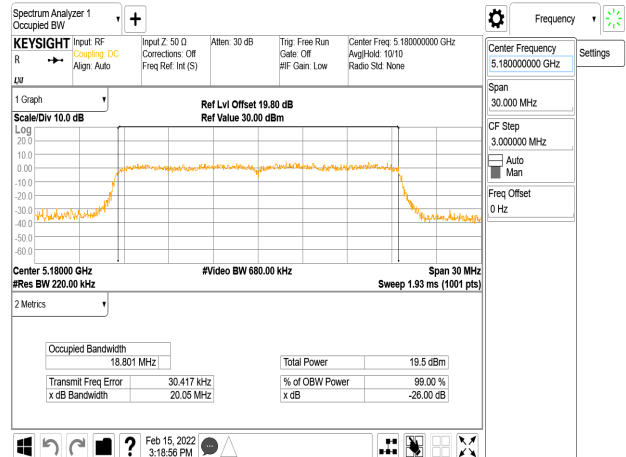 Spectrum Analyzer 1
Occupied BW
Frequency
KEYSIGHT
R
Input: RF
Coupling: DC
Align: Auto
Input Z: 50 Ω
Corrections: Off
Freq Ref: Int (S)
Atten: 30 dB
Trig: Free Run
Gate: Off
#IF Gain: Low
Center Freq: 5.180000000 GHz
Avg|Hold: 10/10
Radio Std: None
Center Frequency
5.180000000 GHz
Settings
Span
30.000 MHz
CF Step
3.000000 MHz
Auto
Man
Freq Offset
0 Hz
1 Graph
Scale/Div 10.0 dB
Ref Lvl Offset 19.80 dB
Ref Value 30.00 dBm
Log
20.0
10.0
0.00
-10.0
-20.0
-30.0
-40.0
-50.0
-60.0
Center 5.18000 GHz
#Video BW 680.00 kHz
Span 30 MHz
#Res BW 220.00 kHz
Sweep 1.93 ms (1001 pts)
2 Metrics
Occupied Bandwidth
18.801 MHz
Total Power 19.5 dBm
Transmit Freq Error 30.417 kHz
% of OBW Power 99.00 %
x dB Bandwidth 20.05 MHz
x dB -26.00 dB
?
Feb 15, 2022
3:18:56 PM